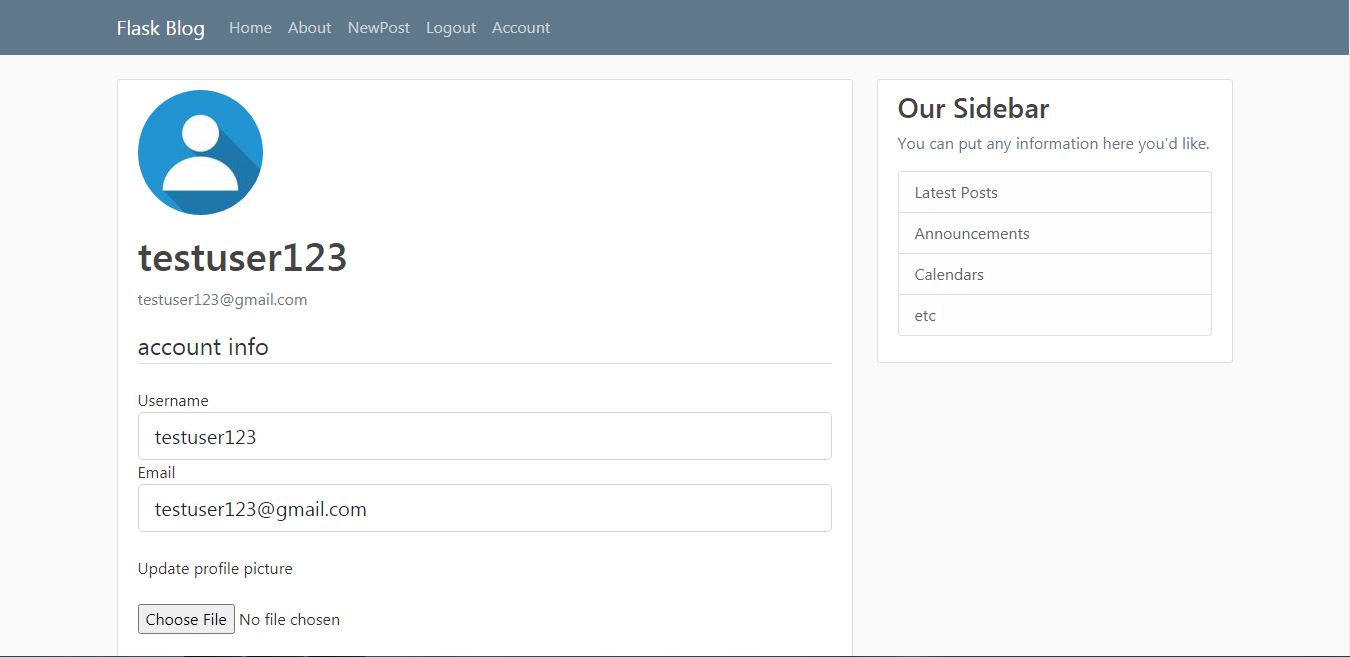 Flask Blog Home About NewPost Logout Account
testuser123
testuser123@gmail.com
account info
Username
testuser123
Email
testuser123@gmail.com
Update profile picture
Choose File No file chosen
Our Sidebar
You can put any information here you'd like.
Latest Posts
Announcements
Calendars
etc